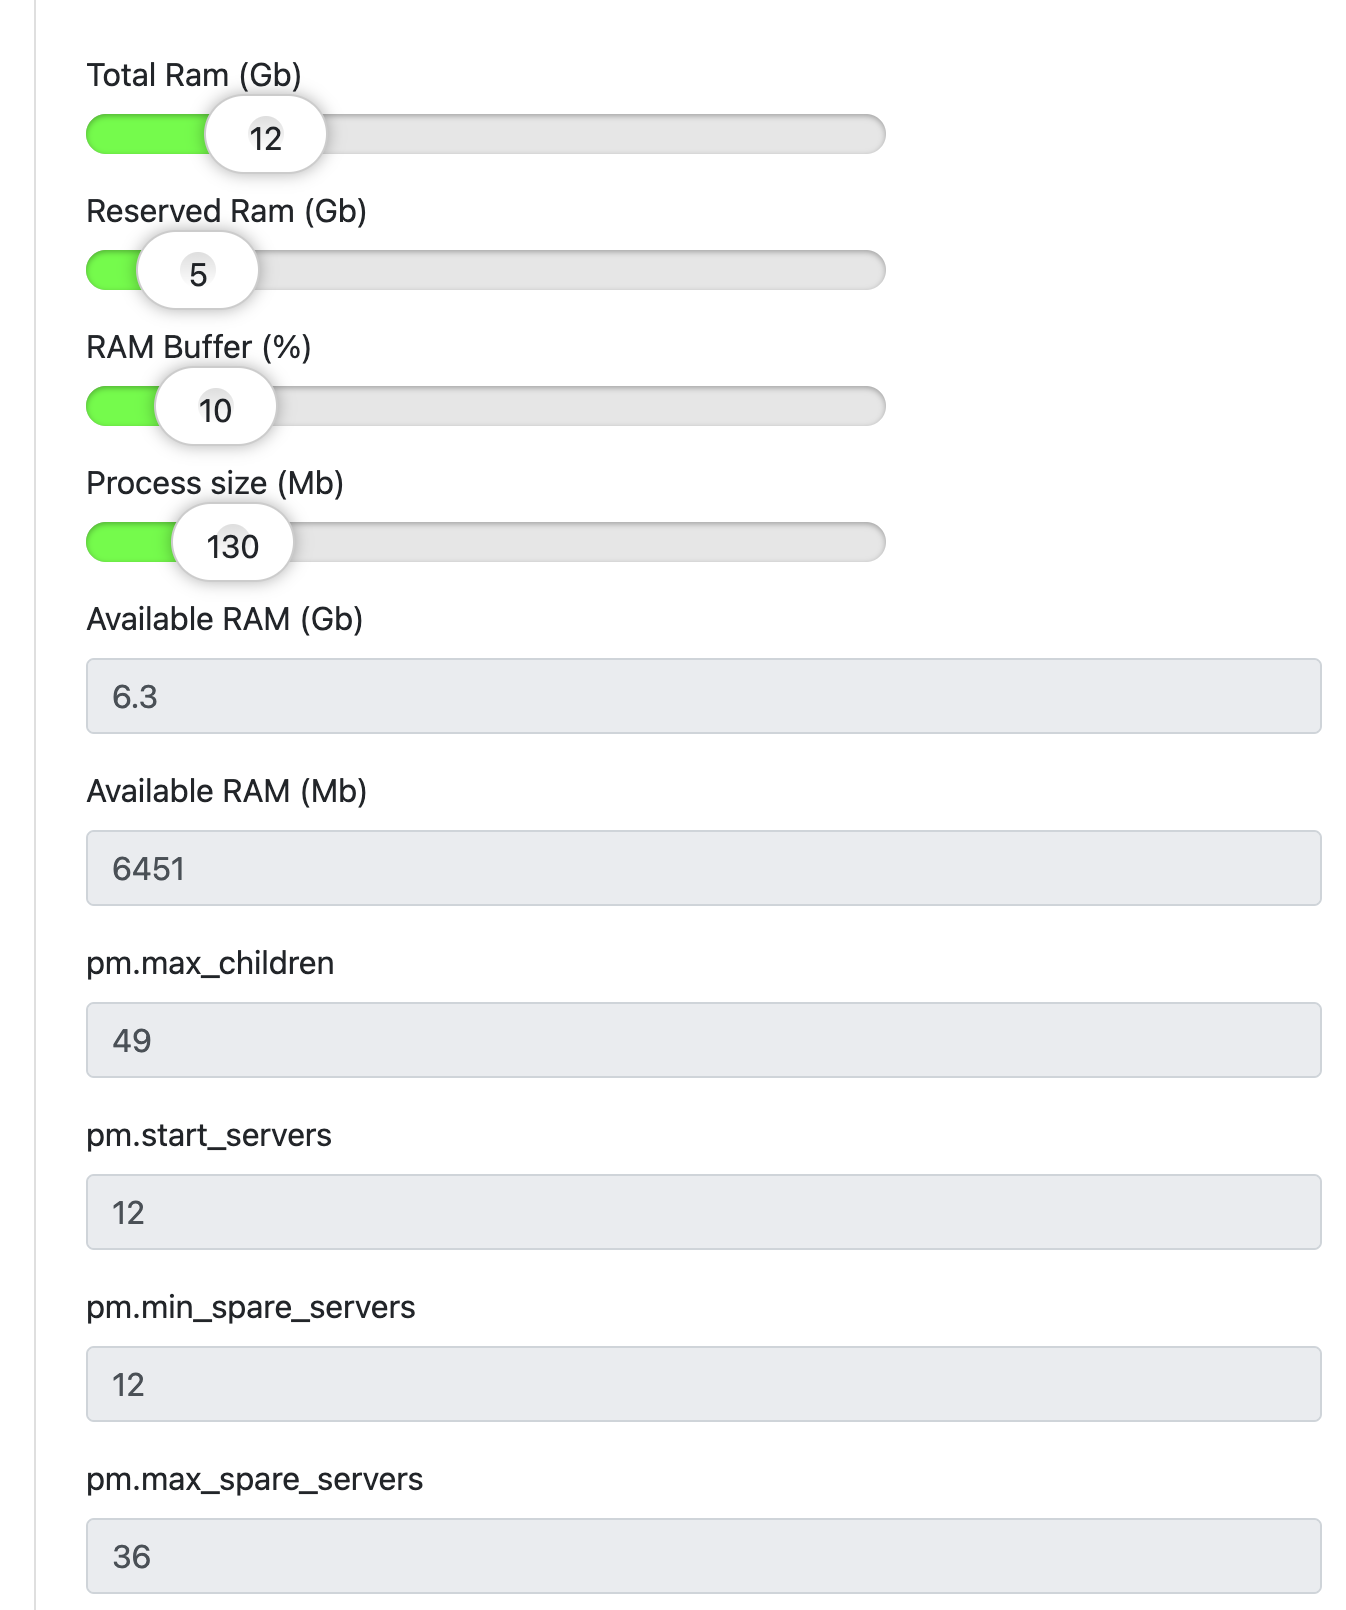 Total Ram (Gb)
12
Reserved Ram (Gb)
5
RAM Buffer (%)
10
Process size (Mb)
130
Available RAM (Gb)
6.3
Available RAM (Mb)
6451
pm.max_children
49
pm.start_servers
12
pm.min_spare_servers
12
pm.max_spare_servers
36